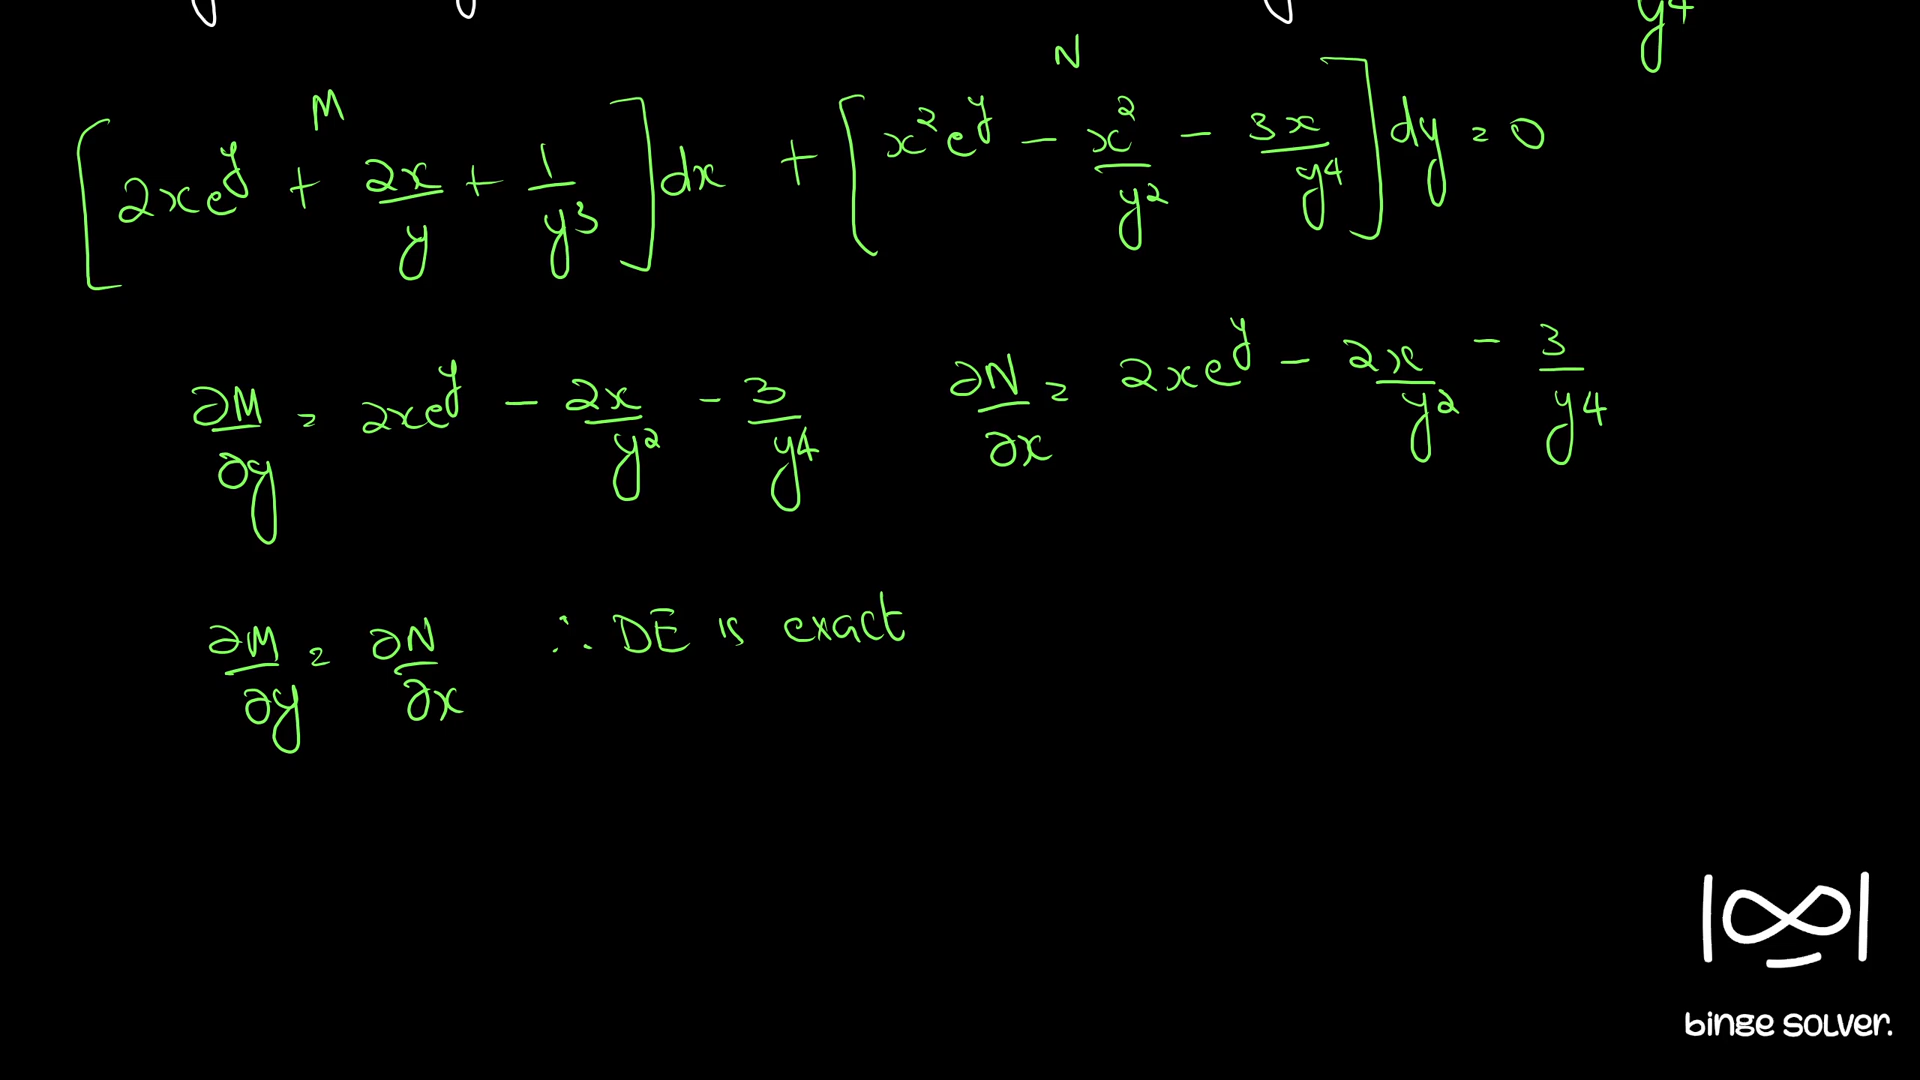 y⁴
[2xe^y + 2x/y + 1/y³]dx + [x²e^y - x²/y² - 3x/y⁴]dy = 0
M N
∂M/∂y = 2xe^y - 2x/y² - 3/y⁴ ∂N/∂x = 2xe^y - 2x/y² - 3/y⁴
∂M/∂y = ∂N/∂x ∴ DE is exact
binge solver.